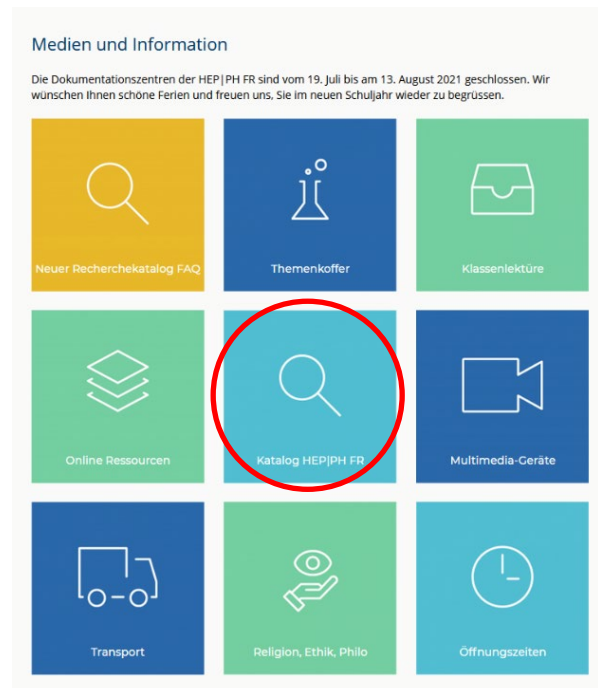 Medien und Information
Die Dokumentationszentren der HEP|PH FR sind vom 19. Juli bis am 13. August 2021 geschlossen. Wir
wünschen Ihnen schöne Ferien und freuen uns, Sie im neuen Schuljahr wieder zu begrüssen.
Neuer Recherchekatalog FAQ
Themenkoffer
Klassenlektüre
Online Ressourcen
Katalog HEP|PH FR
Multimedia-Geräte
Transport
Religion, Ethik, Philo
Öffnungszeiten